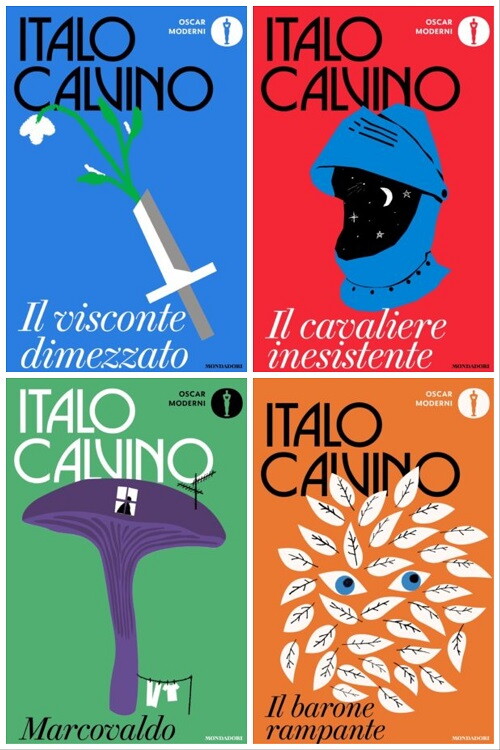 ITALO
CALVINO
OSCAR
MODERNI
Il visconte
dimezzato
MONDADORI
ITALO
CALVINO
OSCAR
MODERNI
Il cavaliere
inesistente
MONDADORI
ITALO
CALVINO
OSCAR
MODERNI
Marcovaldo
MONDADORI
ITALO
CALVINO
OSCAR
MODERNI
Il barone
rampante
MONDADORI